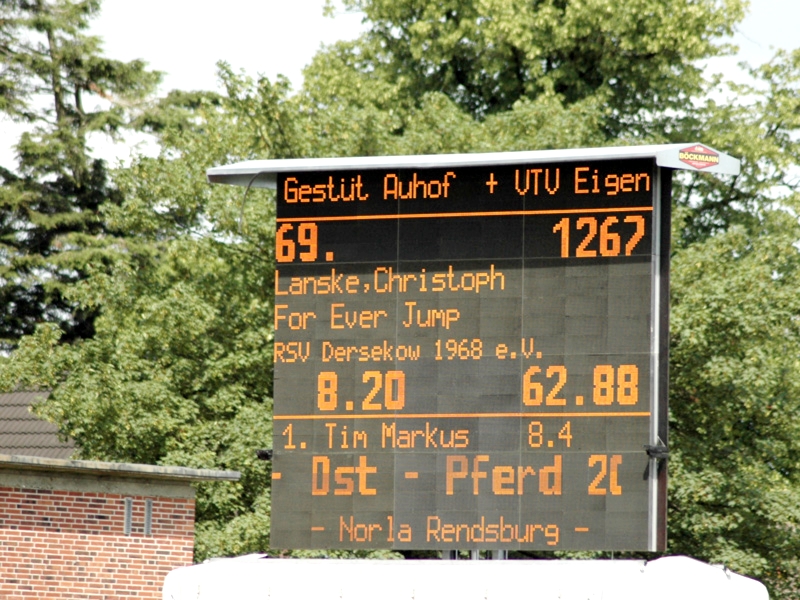 BÖCKMANN
Gestüt Auhof + VTV Eigen
69. 1267
Lanske,Christoph
For Ever Jump
RSV Dersekow 1968 e.V.
8.20 62.88
1. Tim Markus 8.4
- Ost - Pferd 20
- Norla Rendsburg -